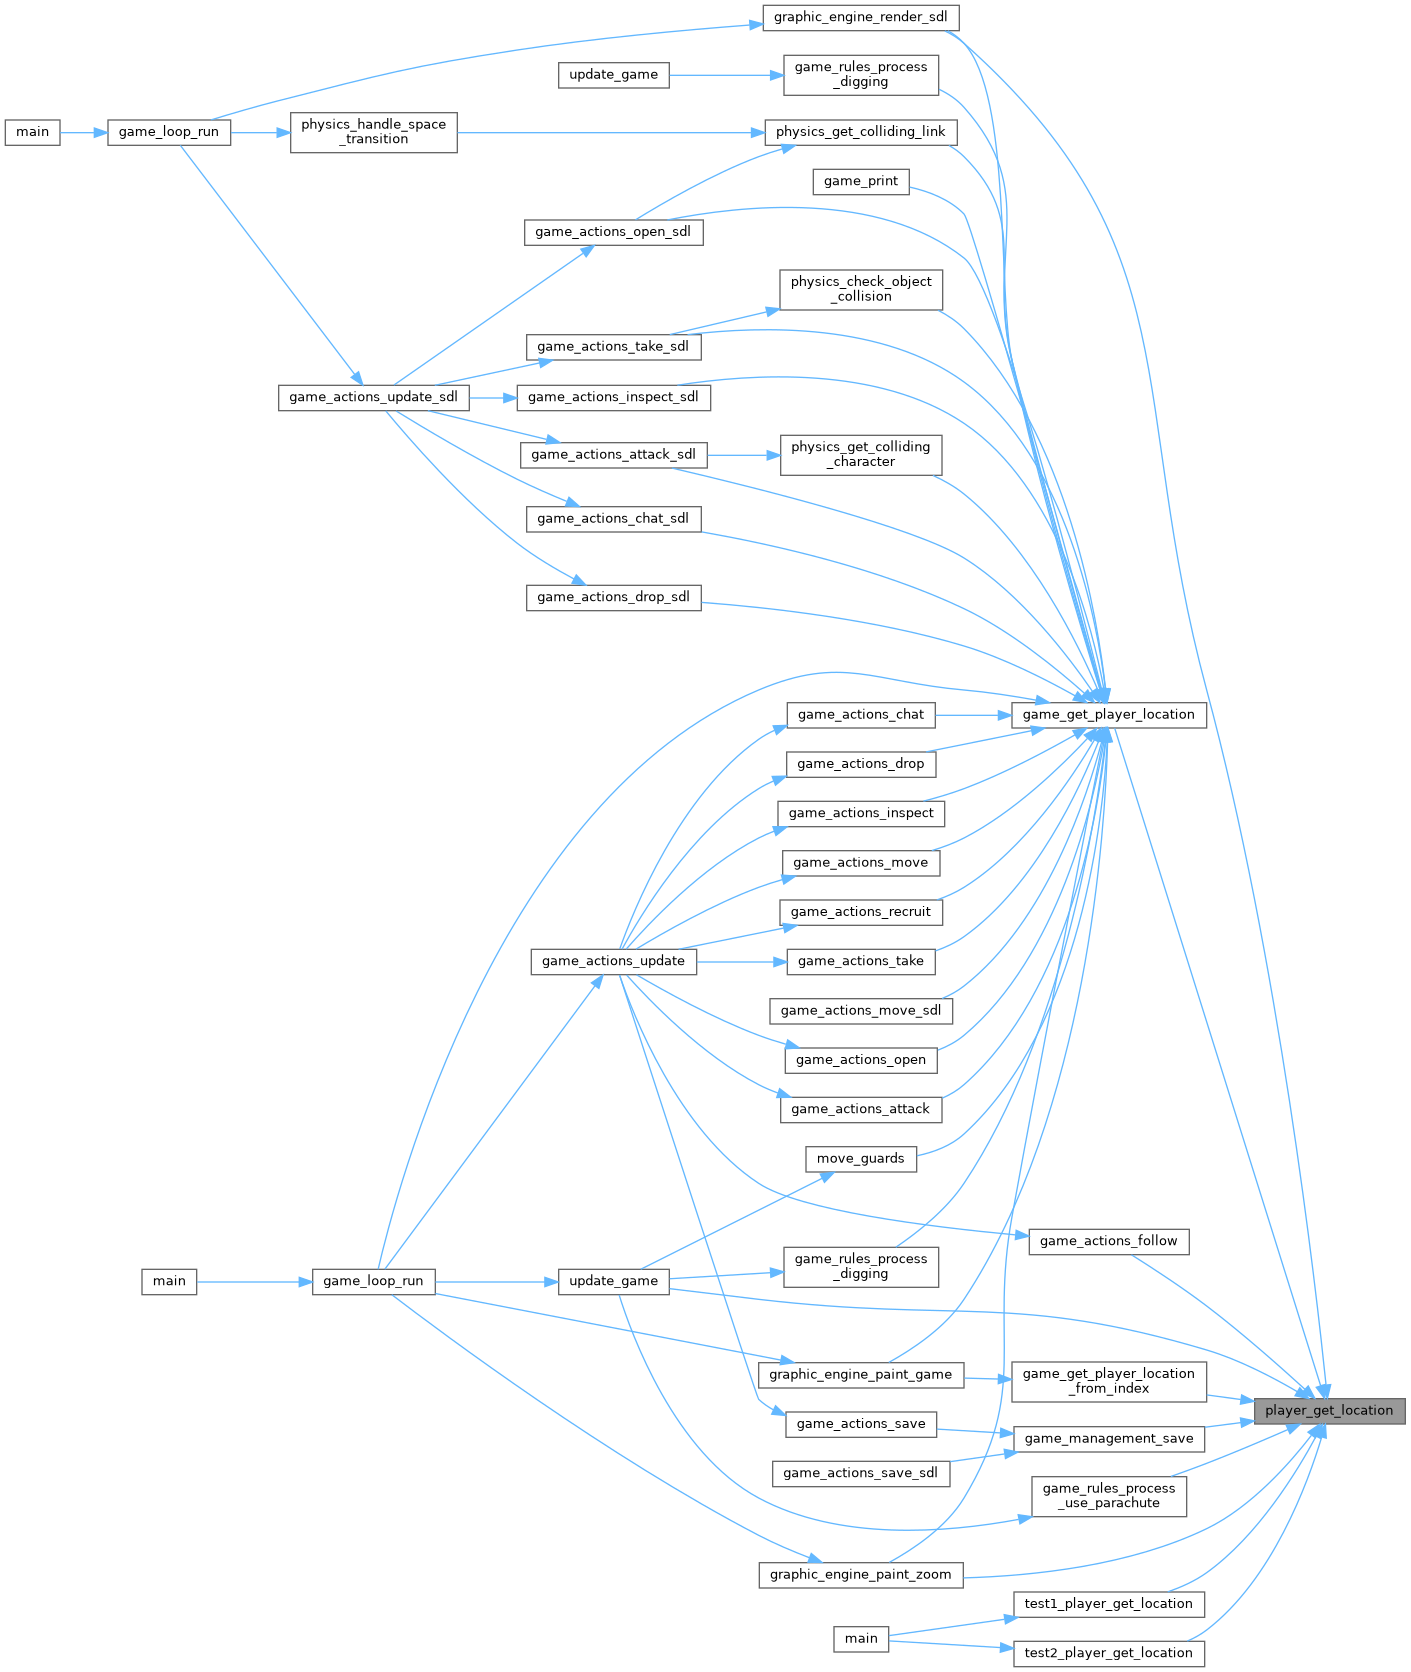 graphic_engine_render_sdl
update_game
game_rules_process
_digging
main
game_loop_run
physics_handle_space
_transition
physics_get_colliding_link
game_print
game_actions_open_sdl
physics_check_object
_collision
game_actions_take_sdl
game_actions_update_sdl
game_actions_inspect_sdl
game_actions_attack_sdl
physics_get_colliding
_character
game_actions_chat_sdl
game_actions_drop_sdl
game_actions_chat
game_get_player_location
game_actions_drop
game_actions_inspect
game_actions_move
game_actions_recruit
game_actions_update
game_actions_take
game_actions_move_sdl
game_actions_open
game_actions_attack
move_guards
game_actions_follow
main
game_loop_run
update_game
game_rules_process
_digging
graphic_engine_paint_game
game_get_player_location
_from_index
player_get_location
game_actions_save
game_management_save
game_actions_save_sdl
game_rules_process
_use_parachute
graphic_engine_paint_zoom
test1_player_get_location
main
test2_player_get_location